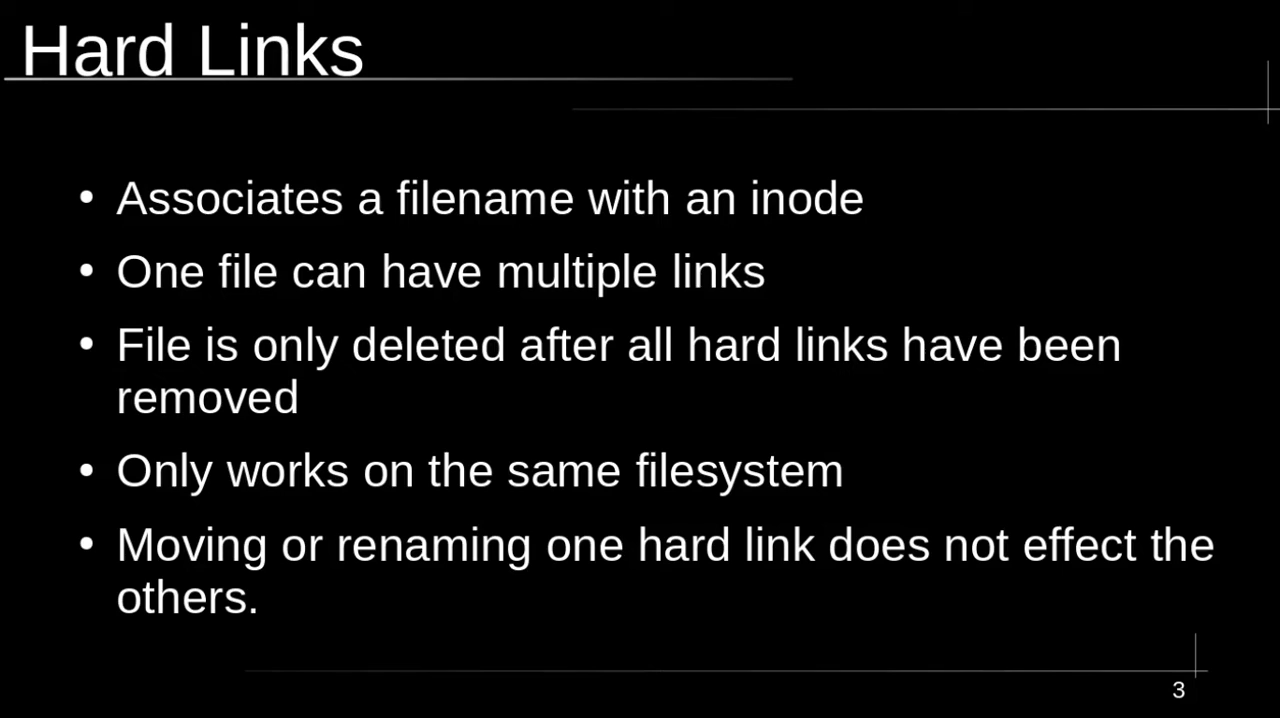 Hard Links
• Associates a filename with an inode
• One file can have multiple links
• File is only deleted after all hard links have been
removed
• Only works on the same filesystem
• Moving or renaming one hard link does not effect the
others.
3